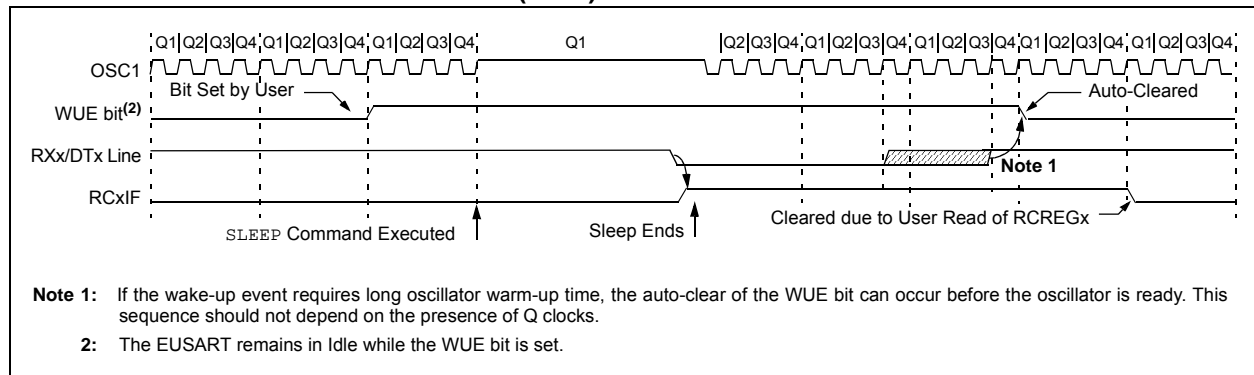 Q1 Q2 Q3 Q4 Q1 Q2 Q3 Q4 Q1 Q2 Q3 Q4 Q1 Q2 Q3 Q4 Q1 Q2 Q3 Q4 Q1 Q2 Q3 Q4 Q1 Q2 Q3 Q4 Q1 Q2 Q3 Q4
OSC1
Bit Set by User
Auto-Cleared
WUE bit(2)
RXx/DTx Line
Note 1
RCxIF
Cleared due to User Read of RCREGx
SLEEP Command Executed
Sleep Ends
Note 1: If the wake-up event requires long oscillator warm-up time, the auto-clear of the WUE bit can occur before the oscillator is ready. This
sequence should not depend on the presence of Q clocks.
2: The EUSART remains in Idle while the WUE bit is set.